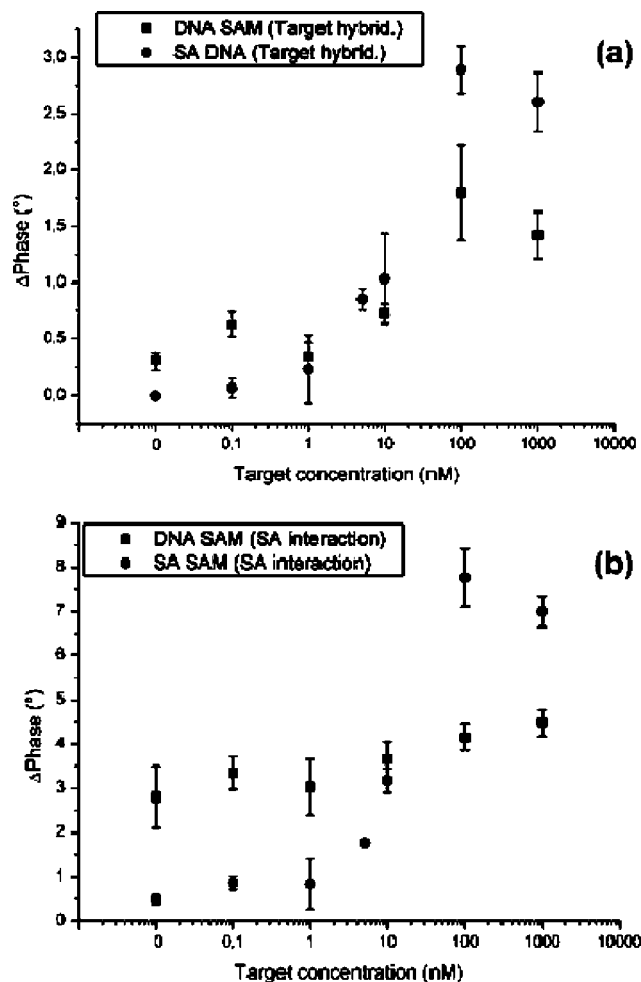 DNA SAM (Target hybrid.)
SA DNA (Target hybrid.)
(a)
3,0
2,5
2,0
1,5
1,0
0,5
0,0
ΔPhase (°)
0 0,1 1 10 100 1000 10000
Target concentration (nM)
DNA SAM (SA interaction)
SA SAM (SA interaction)
(b)
9
8
7
6
5
4
3
2
1
0
ΔPhase (°)
0 0,1 1 10 100 1000 10000
Target concentration (nM)